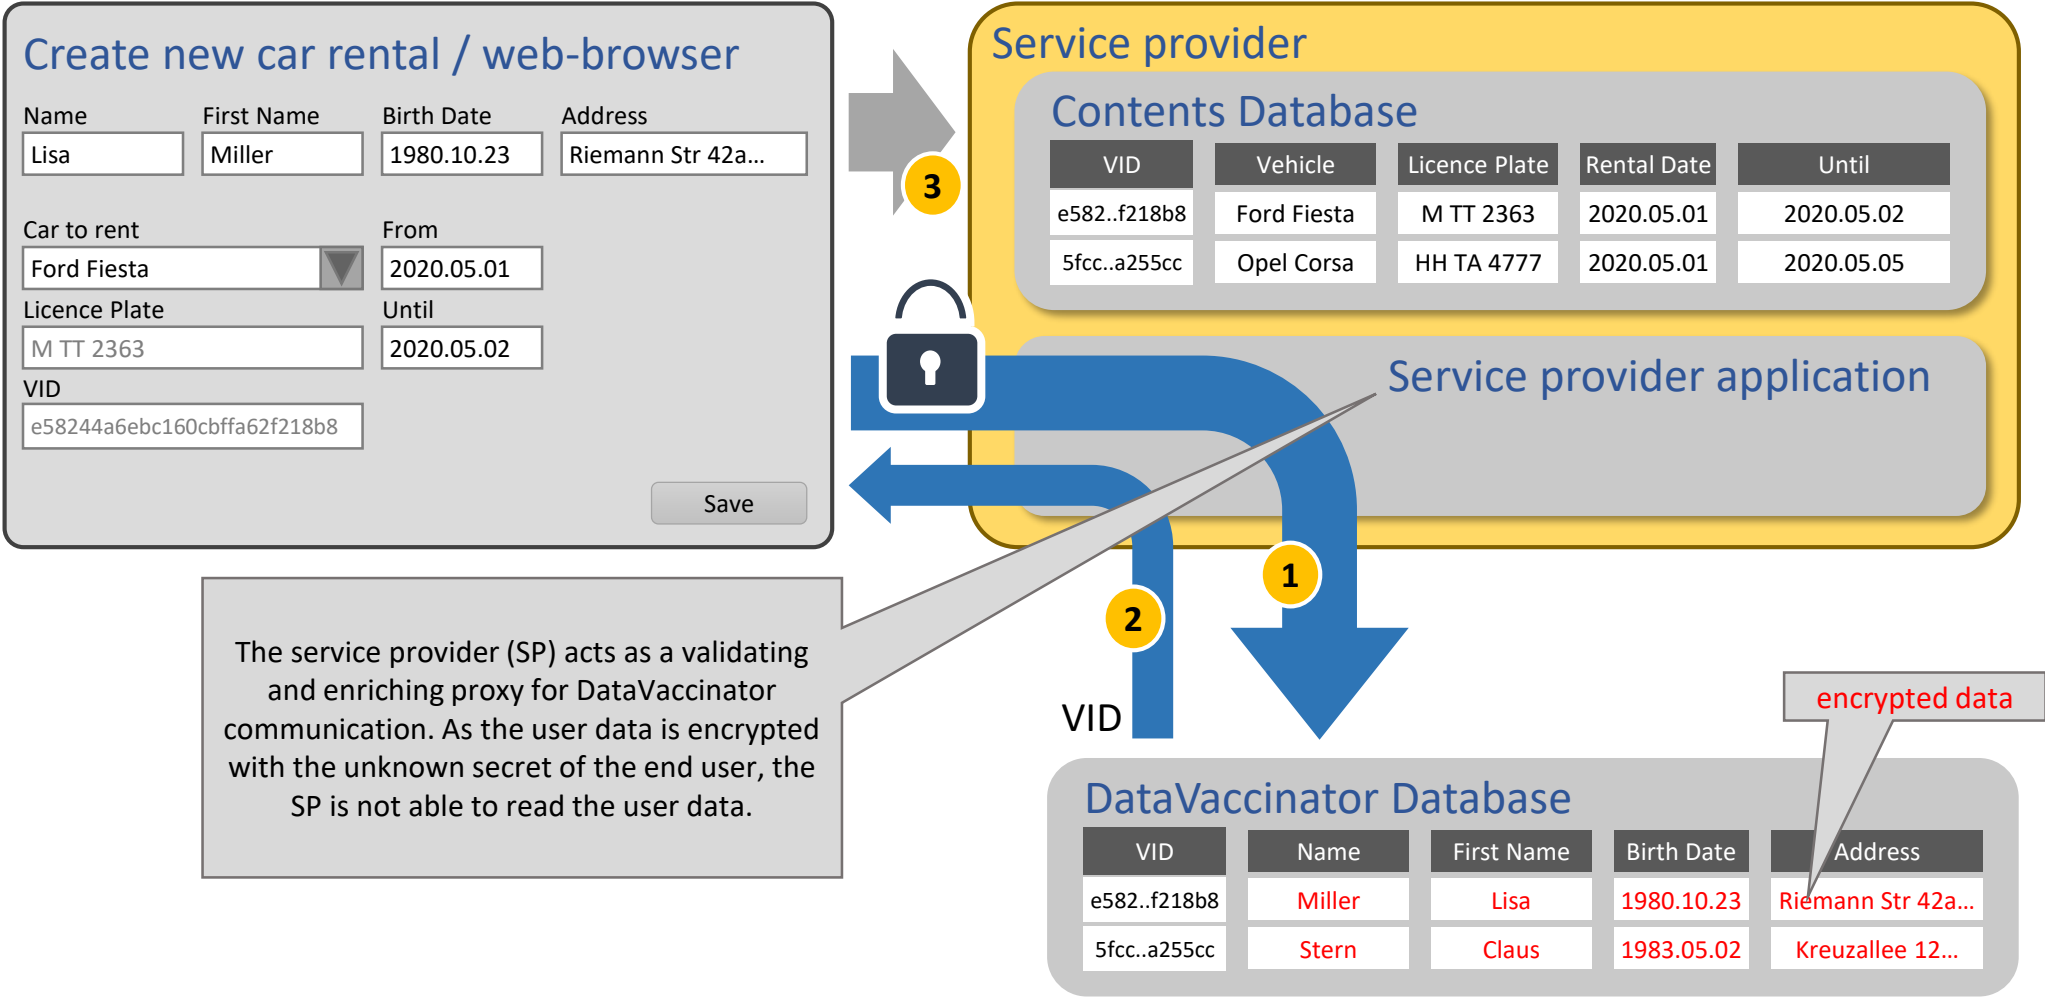 Create new car rental / web-browser
Name First Name Birth Date Address
Lisa Miller 1980.10.23 Riemann Str 42a...
Car to rent From
Ford Fiesta 2020.05.01
Licence Plate Until
M TT 2363 2020.05.02
VID
e58244a6ebc160cbffa62f218b8
Save
3
Service provider
Contents Database
VID Vehicle Licence Plate Rental Date Until
e582..f218b8 Ford Fiesta M TT 2363 2020.05.01 2020.05.02
5fcc..a255cc Opel Corsa HH TA 4777 2020.05.01 2020.05.05
Service provider application
1
2
VID
The service provider (SP) acts as a validating
and enriching proxy for DataVaccinator
communication. As the user data is encrypted
with the unknown secret of the end user, the
SP is not able to read the user data.
encrypted data
DataVaccinator Database
VID Name First Name Birth Date Address
e582..f218b8 Miller Lisa 1980.10.23 Riemann Str 42a...
5fcc..a255cc Stern Claus 1983.05.02 Kreuzallee 12...